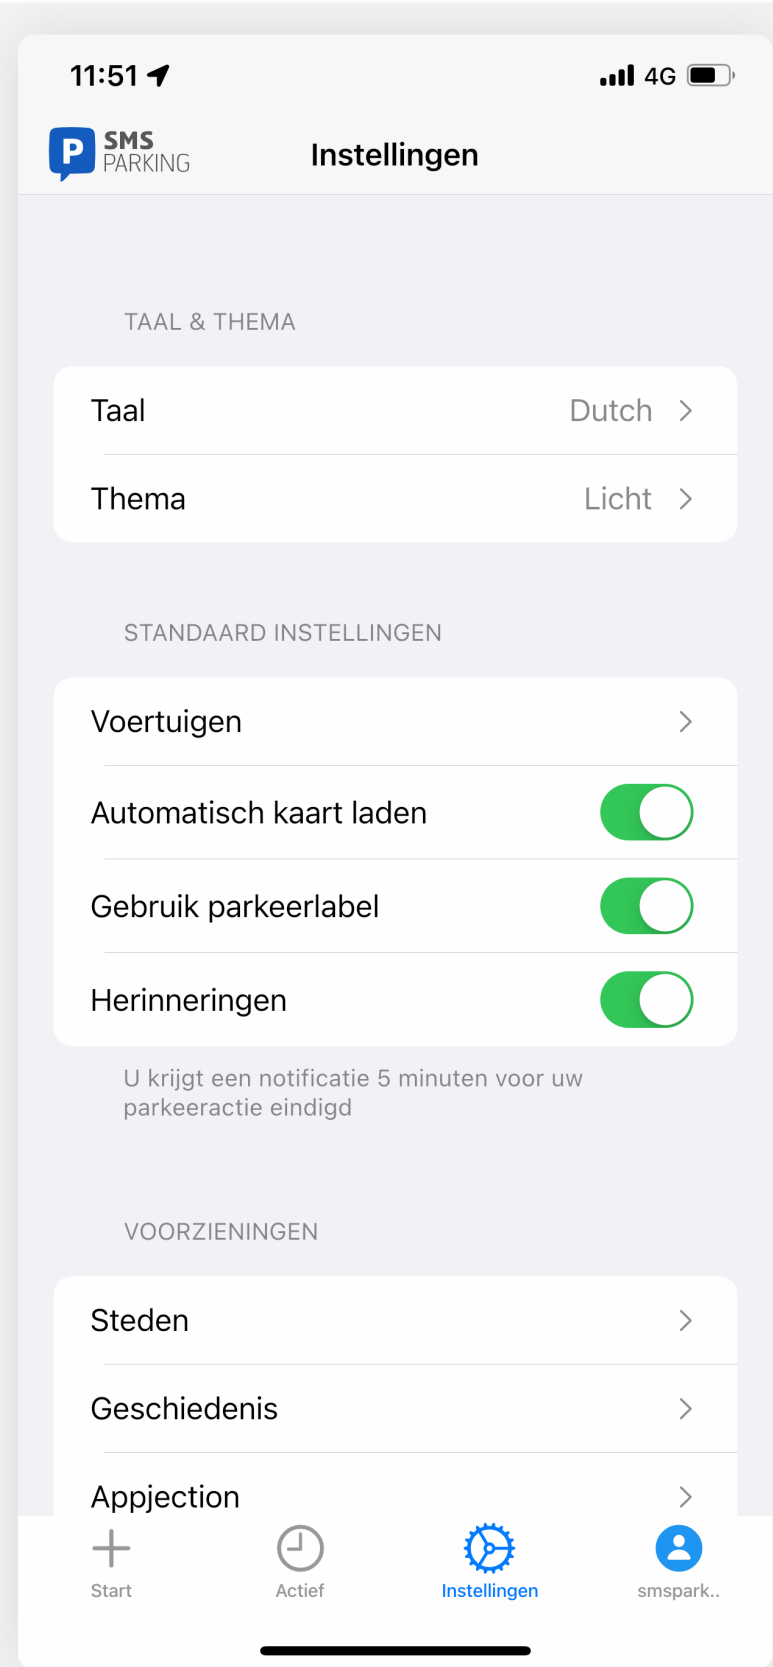 11:51
4G
P SMS
PARKING
Instellingen
TAAL & THEMA
Taal Dutch
Thema Licht
STANDAARD INSTELLINGEN
Voertuigen
Automatisch kaart laden
Gebruik parkeerlabel
Herinneringen
U krijgt een notificatie 5 minuten voor uw
parkeeractie eindigd
VOORZIENINGEN
Steden
Geschiedenis
Appjection
Start Actief Instellingen smspark..